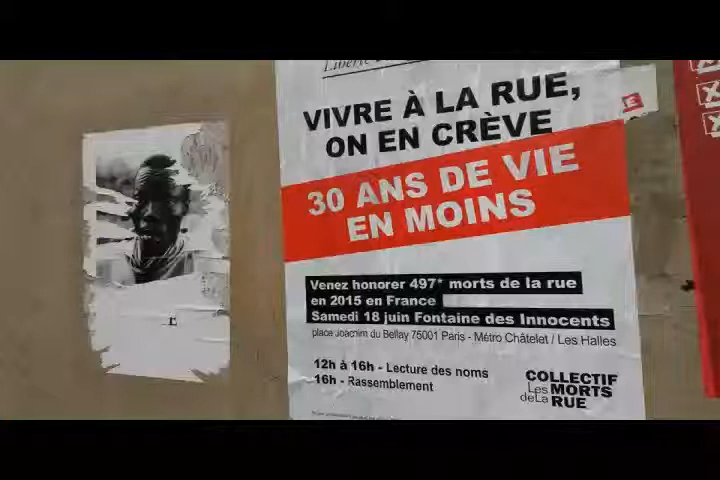 Liberté
VIVRE À LA RUE,
ON EN CRÈVE
30 ANS DE VIE
EN MOINS
Venez honorer 497* morts de la rue
en 2015 en France
Samedi 18 juin Fontaine des Innocents
place Joachim du Bellay 75001 Paris - Métro Châtelet / Les Halles
12h à 16h - Lecture des noms
16h - Rassemblement
COLLECTIF
Les MORTS
deLa RUE